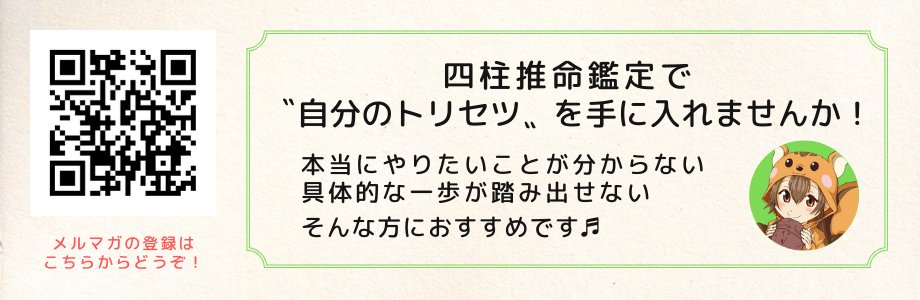 四柱推命鑑定で
〝自分のトリセツ〟を手に入れませんか！
本当にやりたいことが分からない
具体的な一歩が踏み出せない
そんな方におすすめです♬
メルマガの登録は
こちらからどうぞ！